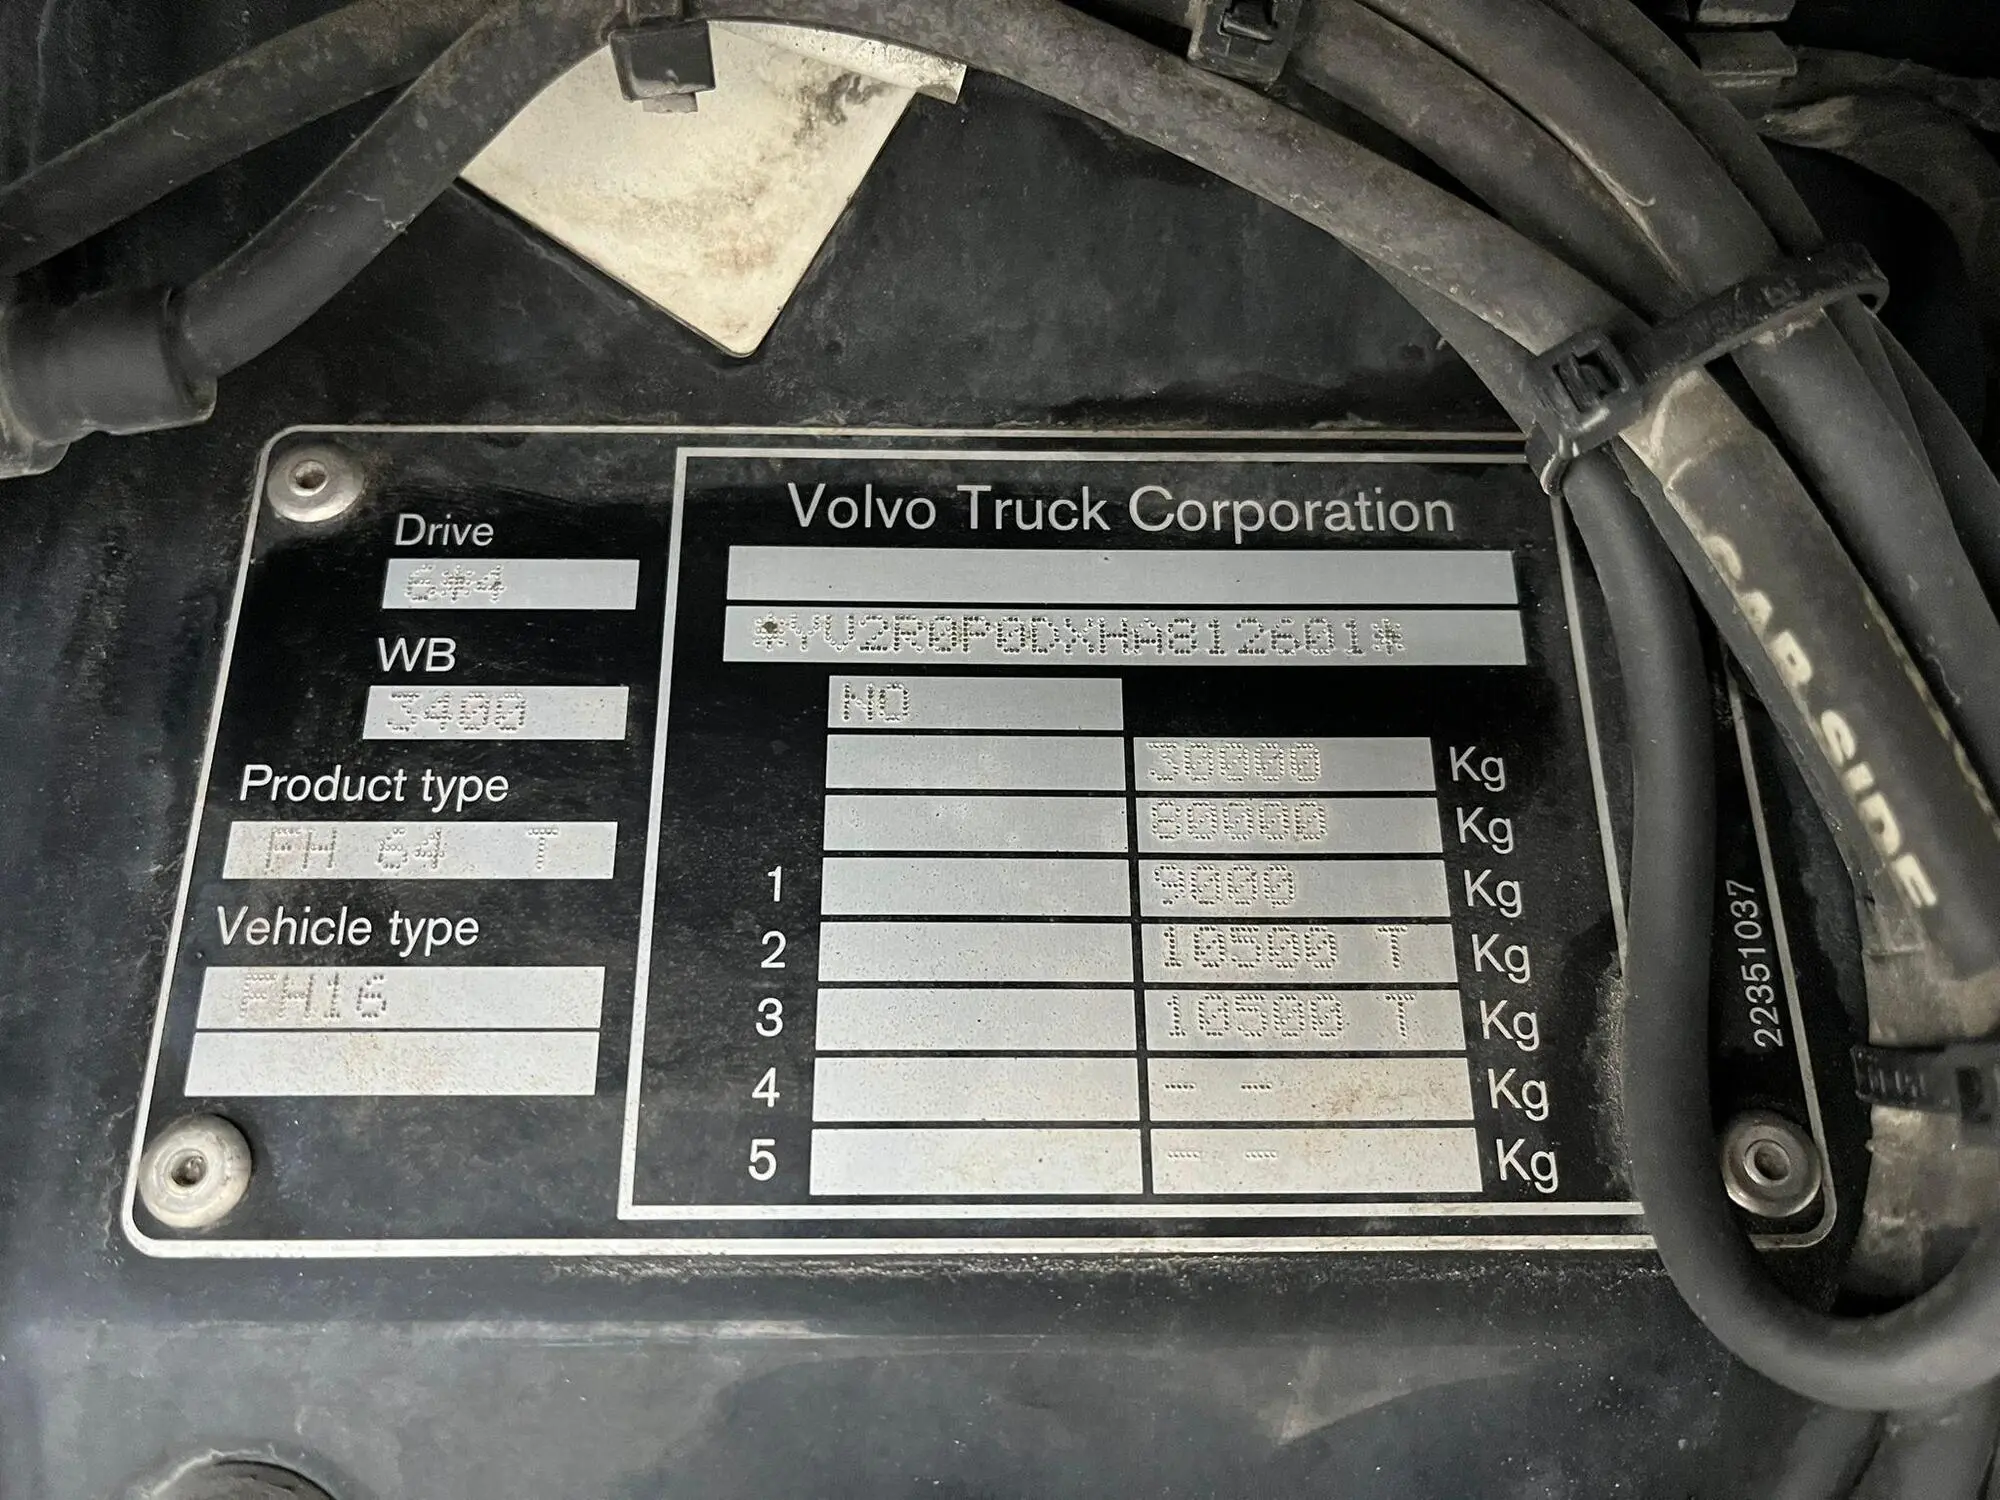 Drive
6*4
WB
3400
Product type
FH 64 T
Vehicle type
FH16
Volvo Truck Corporation
*YV2R0P0DXHA812601*
NO
30000 Kg
80000 Kg
1 9000 Kg
2 10500 T Kg
3 10500 T Kg
4 - - Kg
5 - - Kg
22351037
CAB SIDE